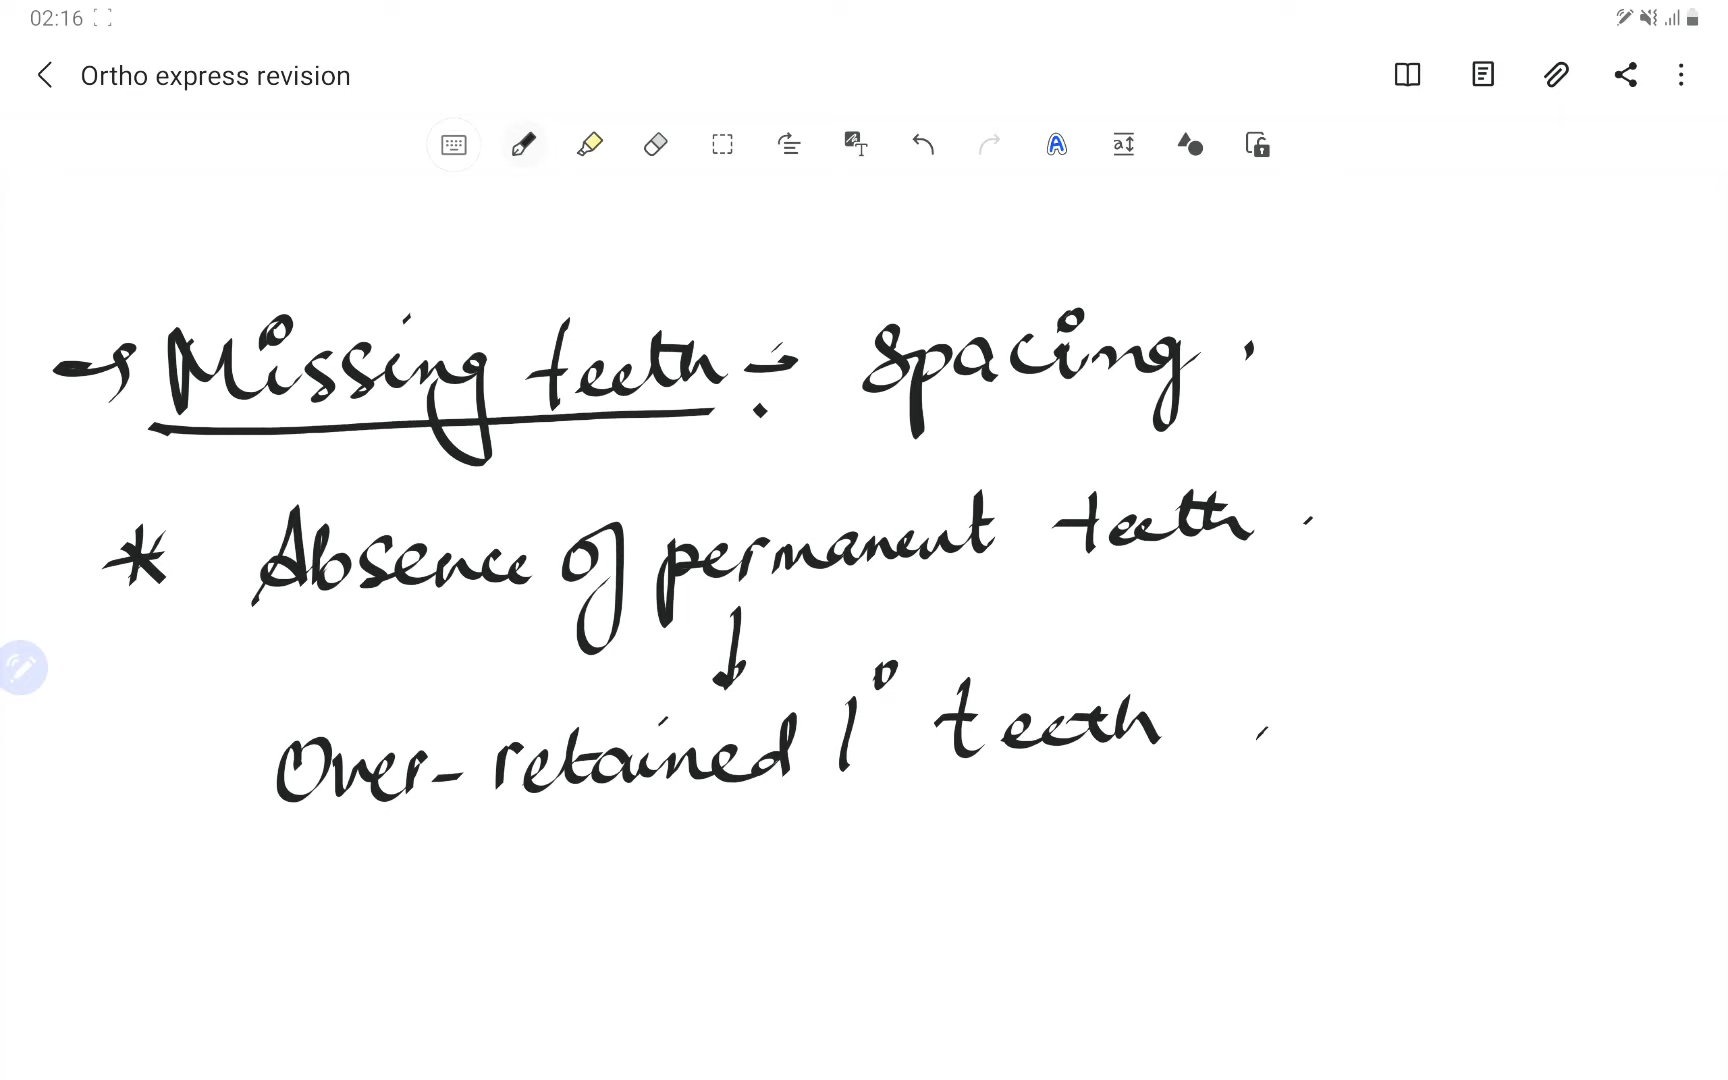 02:16
Ortho express revision
→ Missing teeth :- Spacing.
* Absence of permanent teeth.
↓
Over-retained 1° teeth.